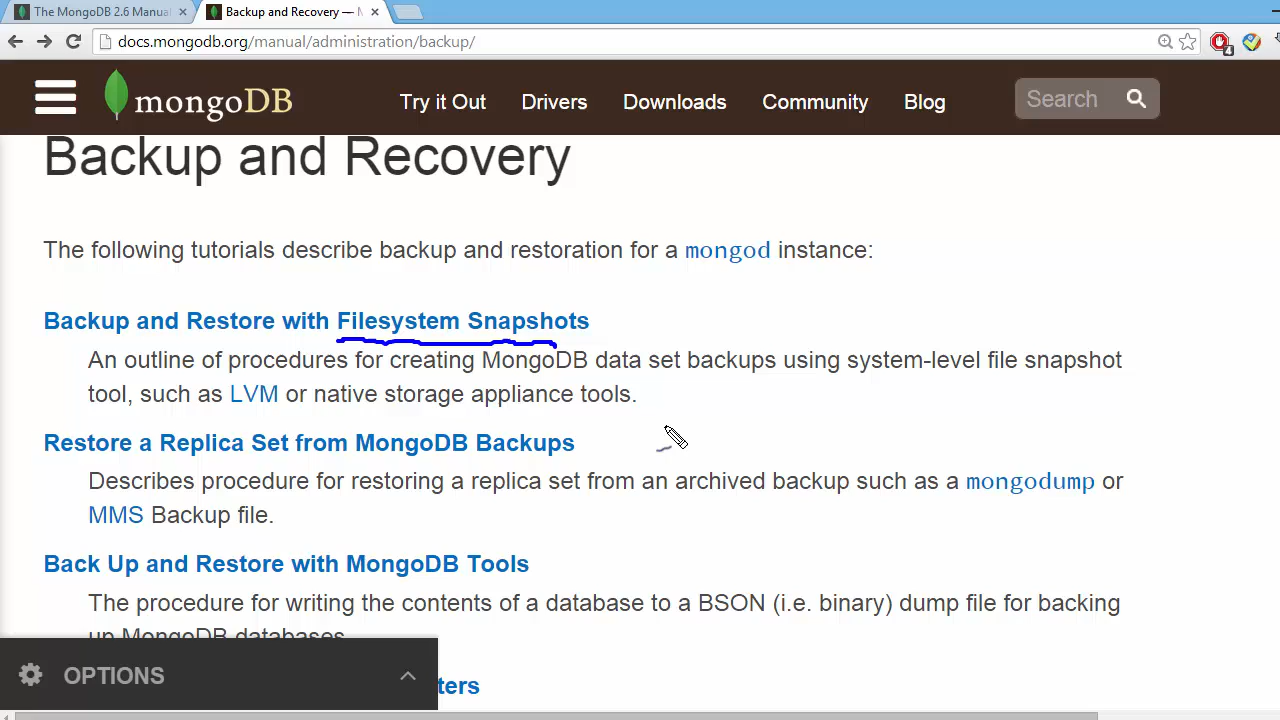 The MongoDB 2.6 Manua
Backup and Recovery —
docs.mongodb.org/manual/administration/backup/
4
mongoDB
Try it Out
Drivers
Downloads
Community
Blog
Search
Backup and Recovery
The following tutorials describe backup and restoration for a mongod instance:
Backup and Restore with Filesystem Snapshots
An outline of procedures for creating MongoDB data set backups using system-level file snapshot
tool, such as LVM or native storage appliance tools.
Restore a Replica Set from MongoDB Backups
Describes procedure for restoring a replica set from an archived backup such as a mongodump or
MMS Backup file.
Back Up and Restore with MongoDB Tools
The procedure for writing the contents of a database to a BSON (i.e. binary) dump file for backing
up MongoDB databases.
OPTIONS
ters